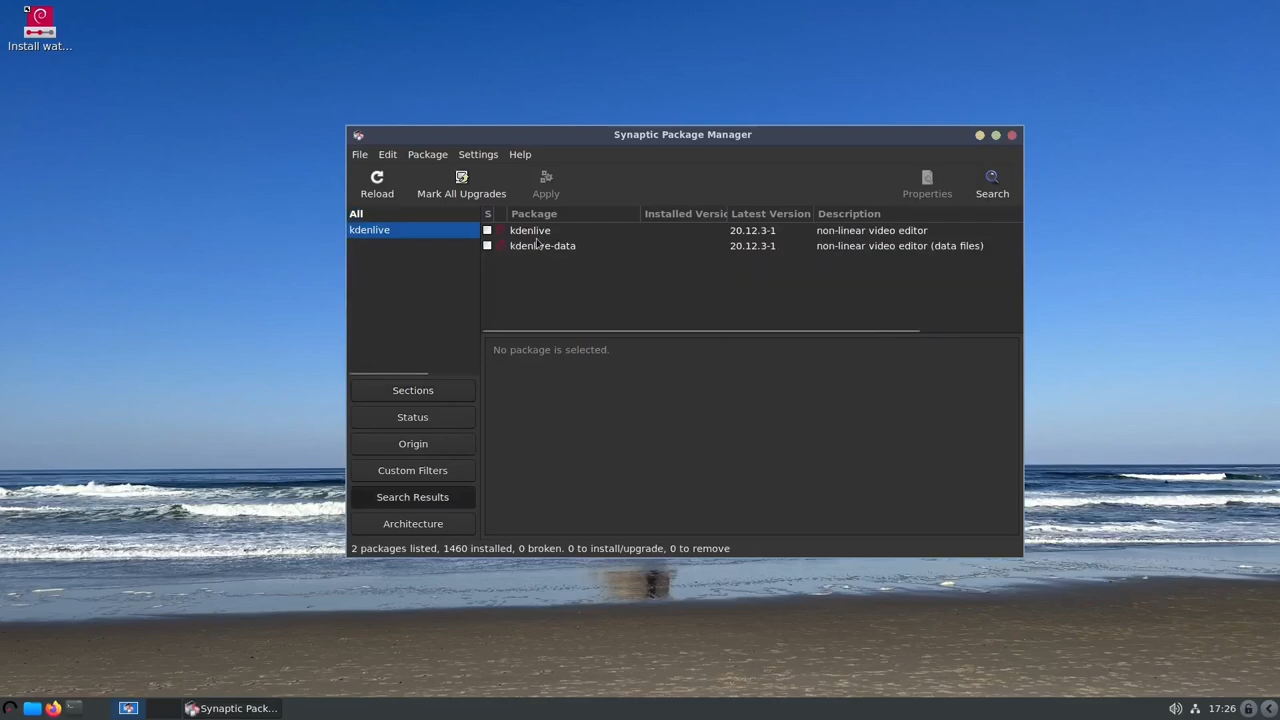 Install wat...
Synaptic Package Manager
File Edit Package Settings Help
Reload Mark All Upgrades Apply Properties Search
All
kdenlive
S Package Installed Versic Latest Version Description
kdenlive 20.12.3-1 non-linear video editor
kdenlive-data 20.12.3-1 non-linear video editor (data files)
No package is selected.
Sections
Status
Origin
Custom Filters
Search Results
Architecture
2 packages listed, 1460 installed, 0 broken. 0 to install/upgrade, 0 to remove
Synaptic Pack...
17:26